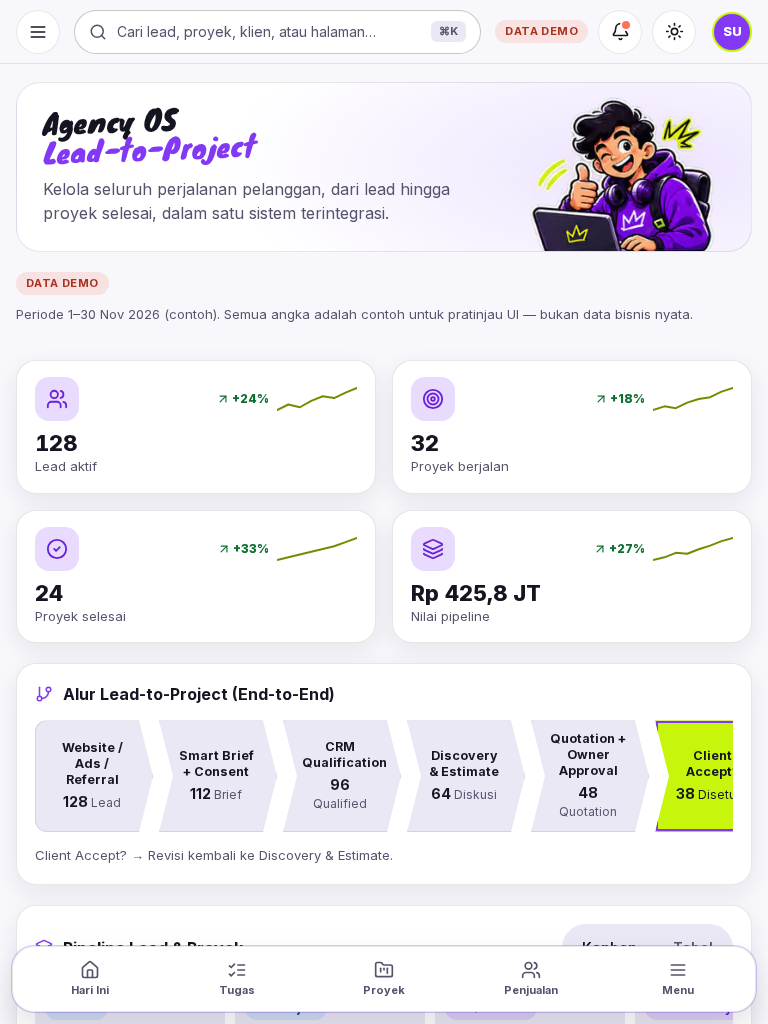 Cari lead, proyek, klien, atau halaman…
⌘K
DATA DEMO
SU
Agency OS
Lead-to-Project
Kelola seluruh perjalanan pelanggan, dari lead hingga
proyek selesai, dalam satu sistem terintegrasi.
DATA DEMO
Periode 1–30 Nov 2026 (contoh). Semua angka adalah contoh untuk pratinjau UI — bukan data bisnis nyata.
+24%
128
Lead aktif
+18%
32
Proyek berjalan
+33%
24
Proyek selesai
+27%
Rp 425,8 JT
Nilai pipeline
Alur Lead-to-Project (End-to-End)
Website /
Ads /
Referral
128 Lead
Smart Brief
+ Consent
112 Brief
CRM
Qualification
96
Qualified
Discovery
& Estimate
64 Diskusi
Quotation +
Owner
Approval
48
Quotation
Client
38
Client Accept? → Revisi kembali ke Discovery & Estimate.
Hari Ini
Tugas
Proyek
Penjualan
Menu